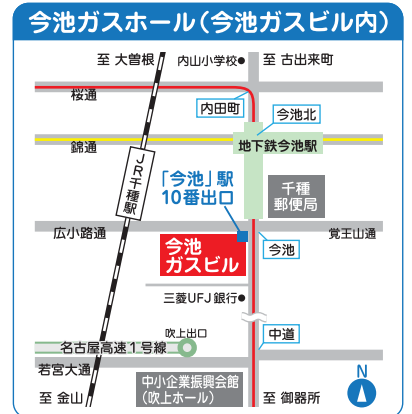 今池ガスホール(今池ガスビル内)
至 大曽根
内山小学校
至 古出来町
桜通
内田町
今池北
錦通
地下鉄今池駅
JR千種駅
「今池」駅
10番出口
千種
郵便局
広小路通
覚王山通
今池
ガスビル
今池
三菱UFJ銀行
吹上出口
中道
名古屋高速1号線
若宮大通
中小企業振興会館
(吹上ホール)
N
至 金山
至 御器所